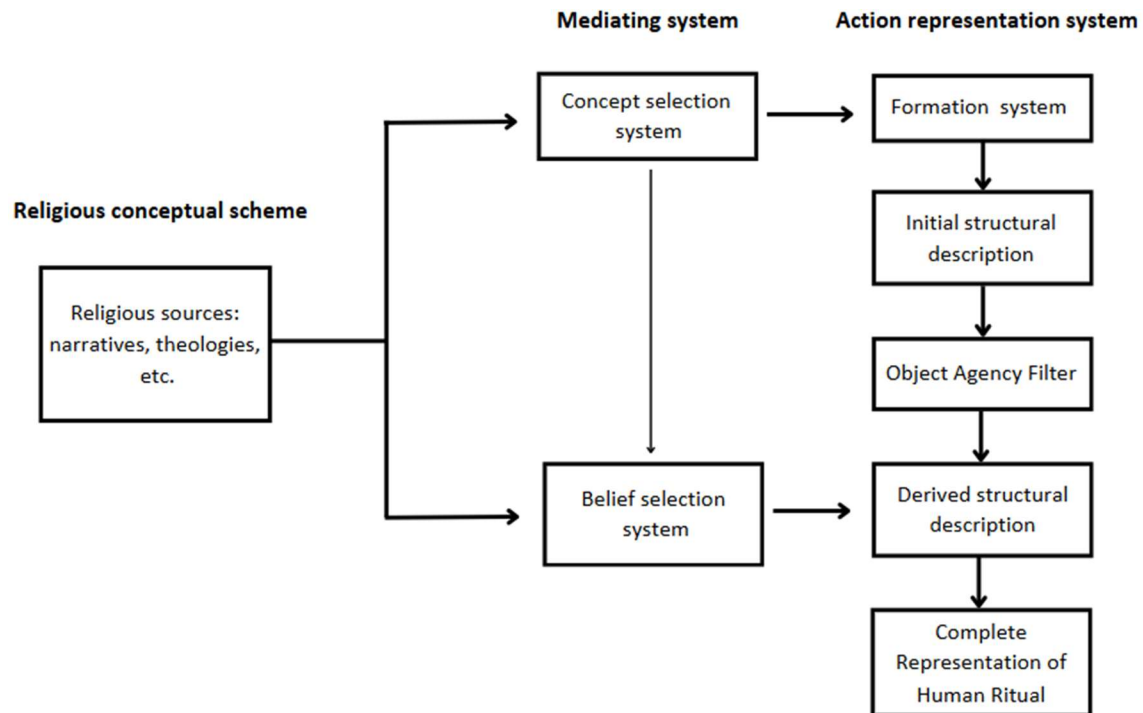 Mediating system
Action representation system
Concept selection
system
Formation system
Religious conceptual scheme
Initial structural
description
Religious sources:
narratives, theologies,
etc.
Object Agency Filter
Belief selection
system
Derived structural
description
Complete
Representation of
Human Ritual